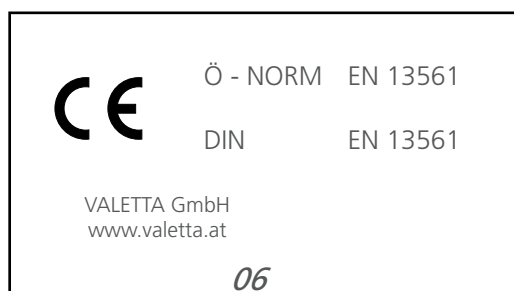 CE Ö - NORM EN 13561
DIN EN 13561
VALETTA GmbH
www.valetta.at
06